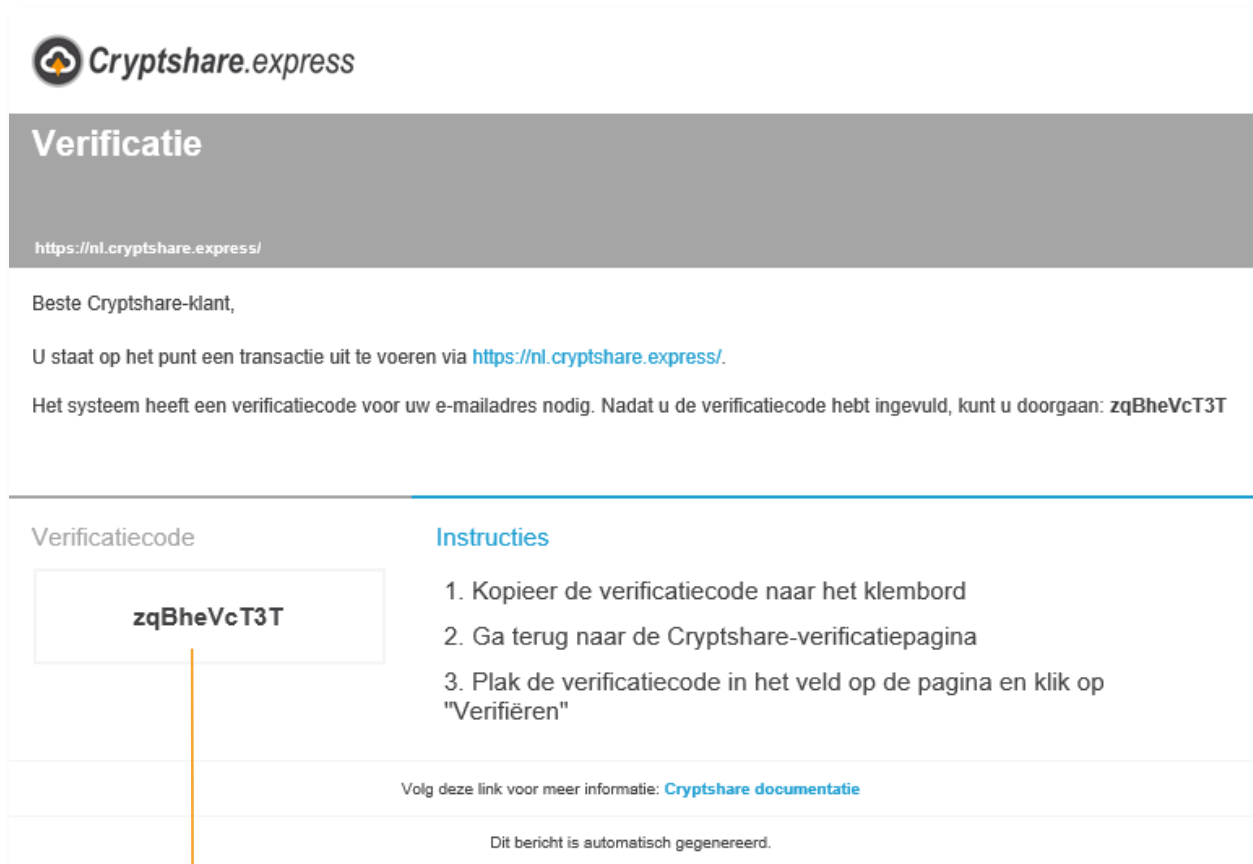 Cryptshare.express
Verificatie
https://nl.cryptshare.express/
Beste Cryptshare-klant,
U staat op het punt een transactie uit te voeren via https://nl.cryptshare.express/.
Het systeem heeft een verificatiecode voor uw e-mailadres nodig. Nadat u de verificatiecode hebt ingevuld, kunt u doorgaan: zqBheVcT3T
Verificatiecode
zqBheVcT3T
Instructies
1. Kopieer de verificatiecode naar het klembord
2. Ga terug naar de Cryptshare-verificatiepagina
3. Plak de verificatiecode in het veld op de pagina en klik op
"Verifiëren"
Volg deze link voor meer informatie: Cryptshare documentatie
Dit bericht is automatisch gegenereerd.